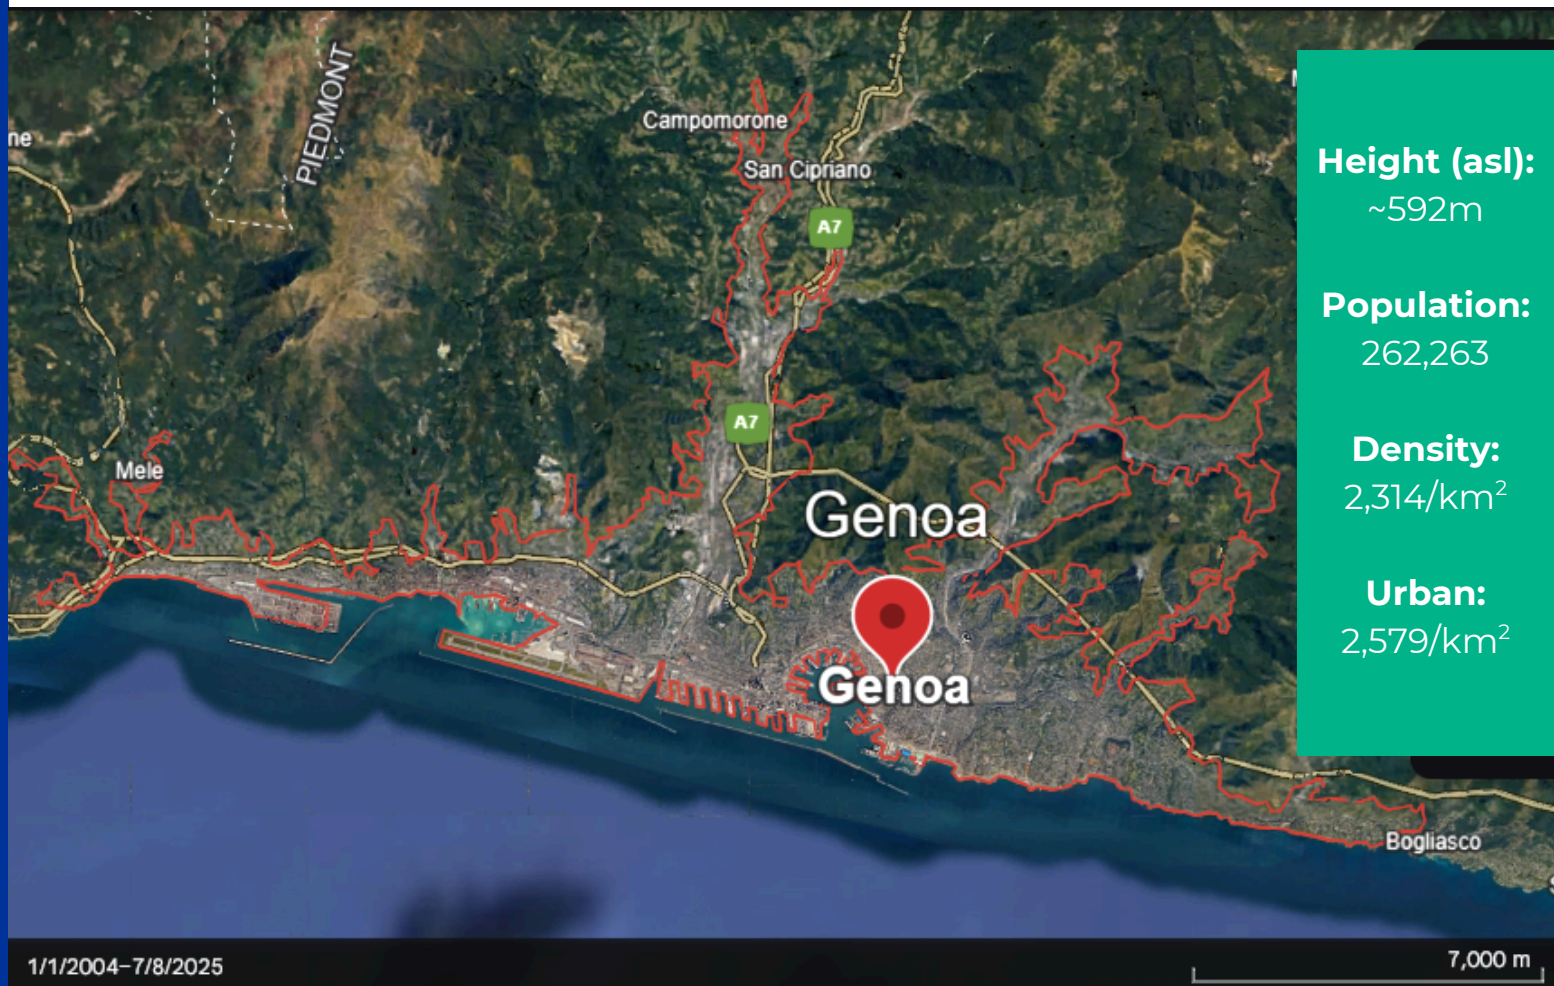 PIEDMONT
ne
Campomorone
San Cipriano
A7
A7
Mele
Genoa
Genoa
Bogliasco
Height (asl):
~592m
Population:
262,263
Density:
2,314/km²
Urban:
2,579/km²
1/1/2004–7/8/2025
7,000 m